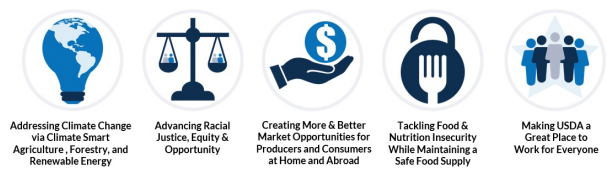 Addressing Climate Change
via Climate Smart
Agriculture , Forestry, and
Renewable Energy
Advancing Racial
Justice, Equity &
Opportunity
Creating More & Better
Market Opportunities for
Producers and Consumers
at Home and Abroad
$
Tackling Food &
Nutrition Insecurity
While Maintaining a
Safe Food Supply
Making USDA a
Great Place to
Work for Everyone